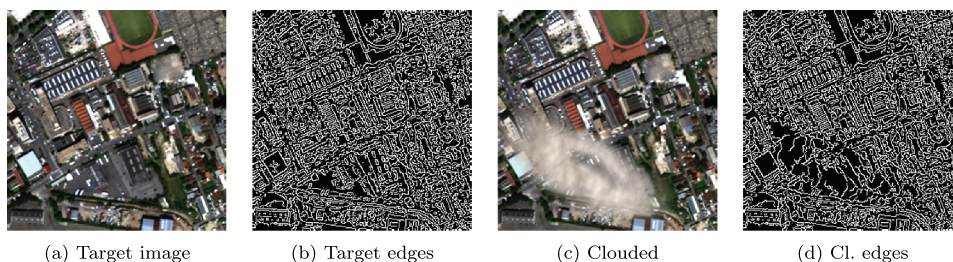 (a) Target image
(b) Target edges
(c) Clouded
(d) Cl. edges